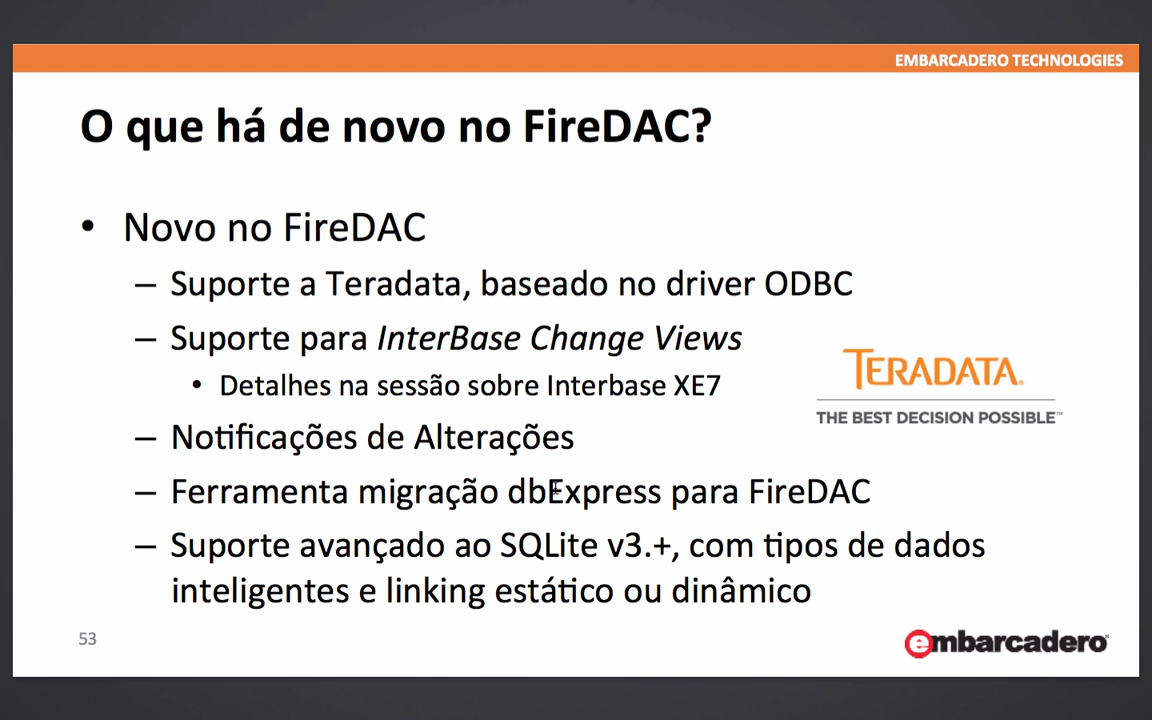 EMBARCADERO TECHNOLOGIES
O que há de novo no FireDAC?
• Novo no FireDAC
– Suporte a Teradata, baseado no driver ODBC
– Suporte para InterBase Change Views
• Detalhes na sessão sobre Interbase XE7
TERADATA®
THE BEST DECISION POSSIBLE™
– Notificações de Alterações
– Ferramenta migração dbExpress para FireDAC
– Suporte avançado ao SQLite v3.+, com tipos de dados
inteligentes e linking estático ou dinâmico
53
embarcadero®